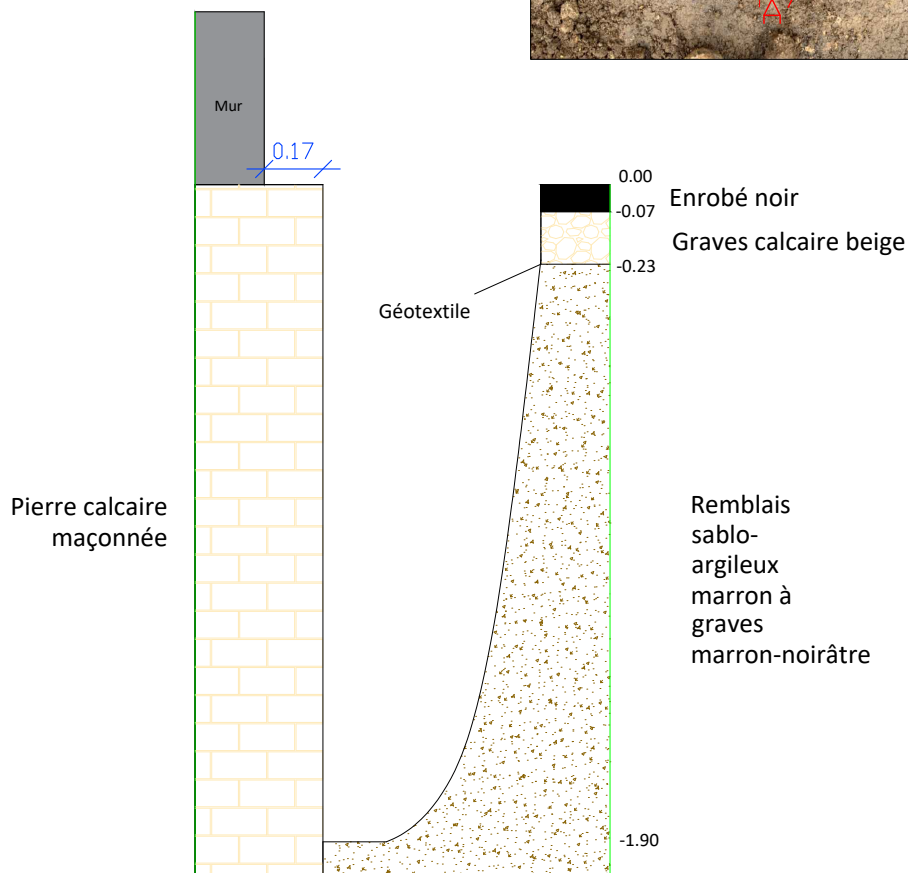 A
Mur
0.17
0.00
Enrobé noir
-0.07
Graves calcaire beige
-0.23
Géotextile
Pierre calcaire
maçonnée
Remblais
sablo-
argileux
marron à
graves
marron-noirâtre
-1.90